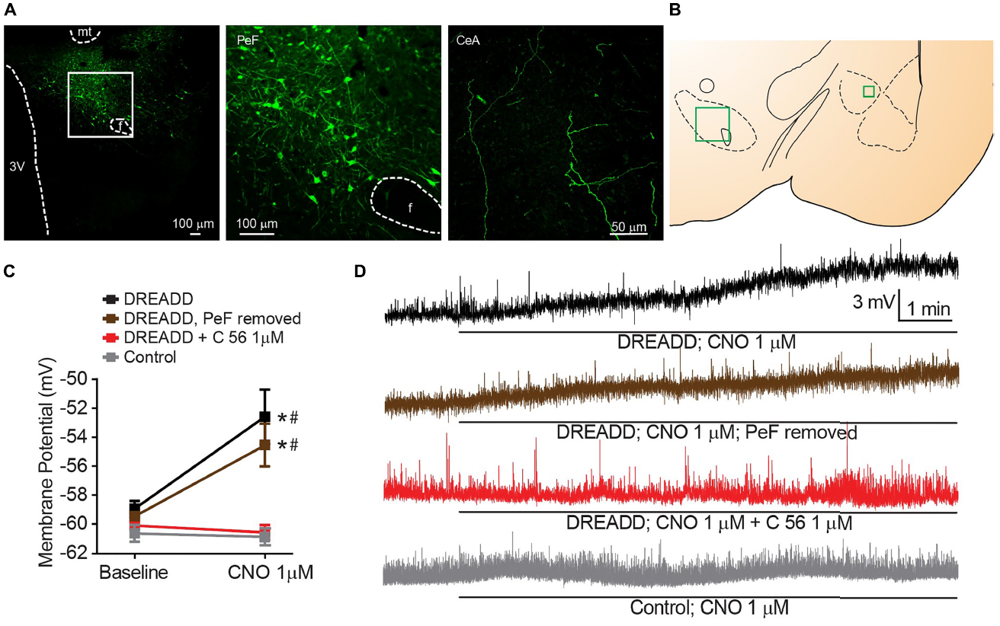 A
B
mt
PeF
CeA
f
3V
f
100 μm
100 μm
50 μm
C
D
DREADD
DREADD, PeF removed
DREADD + C 56 1μM
Control
Membrane Potential (mV)
-50
-52
-54
-56
-58
-60
-62
*#
*#
Baseline
CNO 1μM
3 mV
1 min
DREADD; CNO 1 μM
DREADD; CNO 1 μM; PeF removed
DREADD; CNO 1 μM + C 56 1 μM
Control; CNO 1 μM